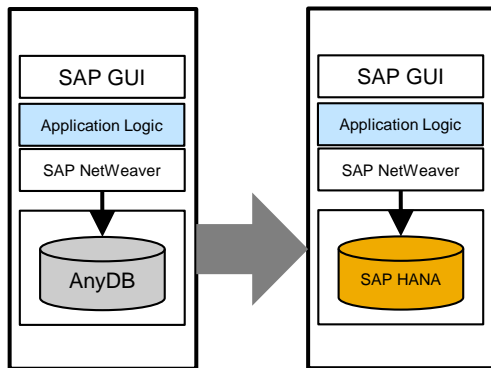 SAP GUI
Application Logic
SAP NetWeaver
AnyDB
SAP GUI
Application Logic
SAP NetWeaver
SAP HANA